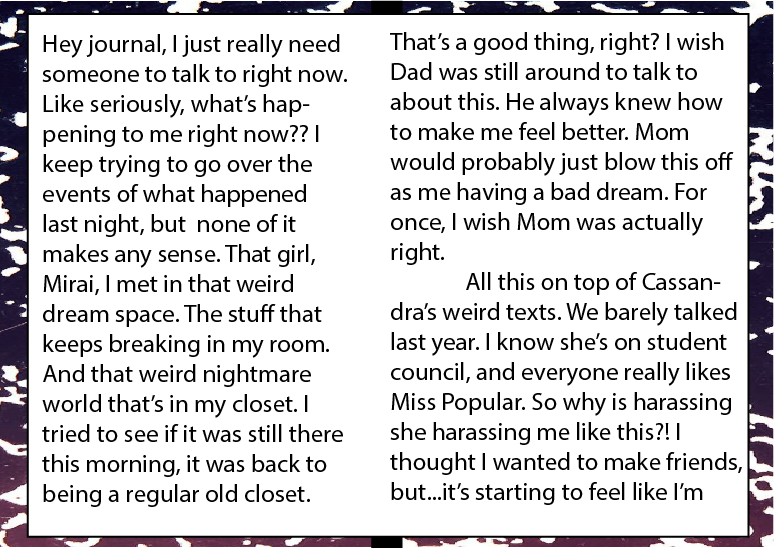 Hey journal, I just really need
someone to talk to right now.
Like seriously, what's hap-
pening to me right now?? I
keep trying to go over the
events of what happened
last night, but  none of it
makes any sense. That girl,
Mirai, I met in that weird
dream space. The stuff that
keeps breaking in my room.
And that weird nightmare
world that's in my closet. I
tried to see if it was still there
this morning, it was back to
being a regular old closet.
That's a good thing, right? I wish
Dad was still around to talk to
about this. He always knew how
to make me feel better. Mom
would probably just blow this off
as me having a bad dream. For
once, I wish Mom was actually
right.
All this on top of Cassan-
dra's weird texts. We barely talked
last year. I know she's on student
council, and everyone really likes
Miss Popular. So why is harassing
she harassing me like this?! I
thought I wanted to make friends,
but...it's starting to feel like I'm